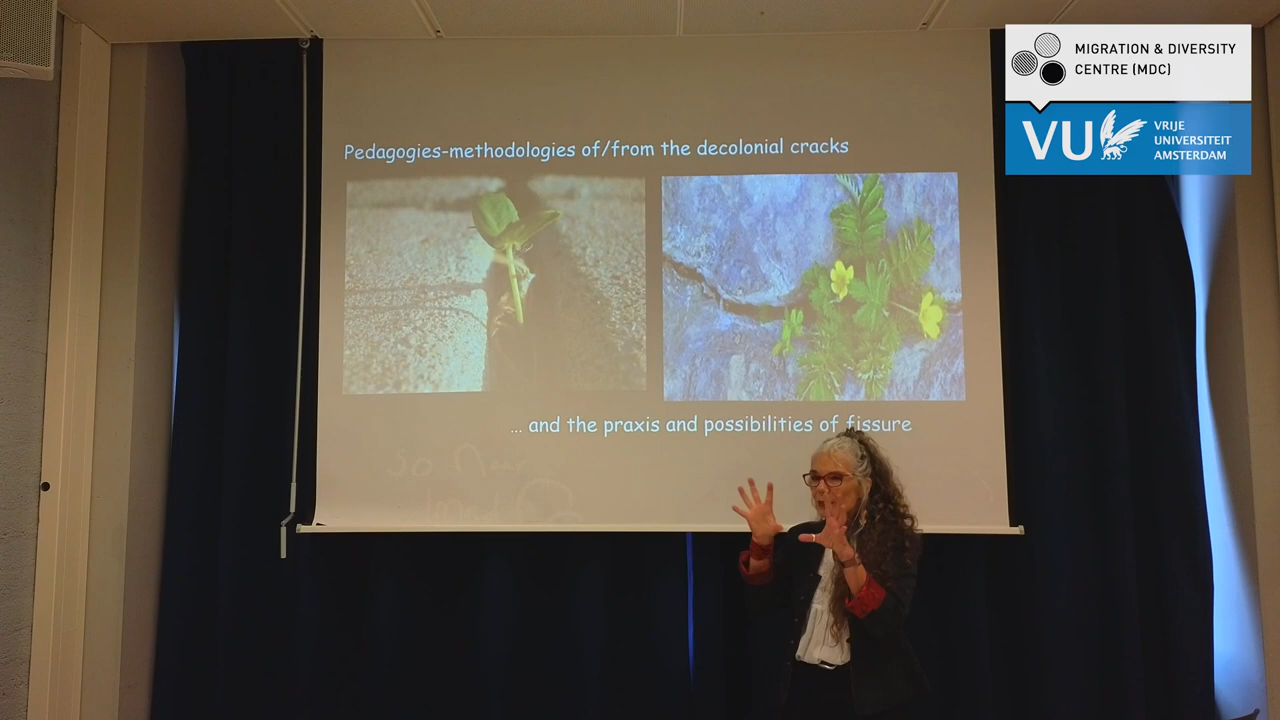 MIGRATION & DIVERSITY
CENTRE (MDC)
VU
VRIJE
UNIVERSITEIT
AMSTERDAM
Pedagogies-methodologies of/from the decolonial cracks
... and the praxis and possibilities of fissure
so